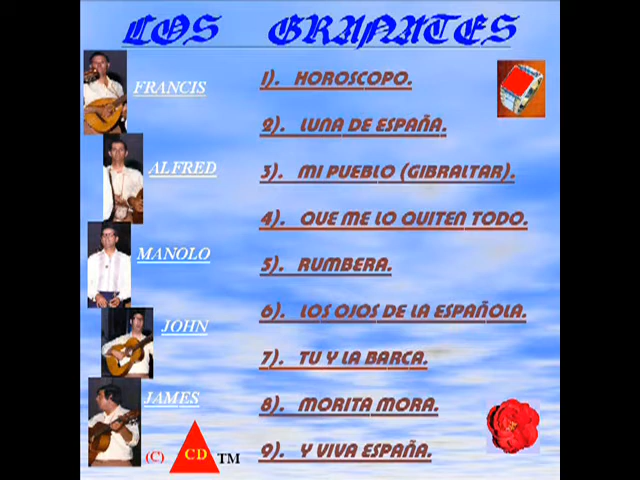 LOS GRANATES
FRANCIS
ALFRED
MANOLO
JOHN
JAMES
1). HOROSCOPO.
2). LUNA DE ESPAÑA.
3). MI PUEBLO (GIBRALTAR).
4). QUE ME LO QUITEN TODO.
5). RUMBERA.
6). LOS OJOS DE LA ESPAÑOLA.
7). TU Y LA BARCA.
8). MORITA MORA.
9). Y VIVA ESPAÑA.
(C) CD TM